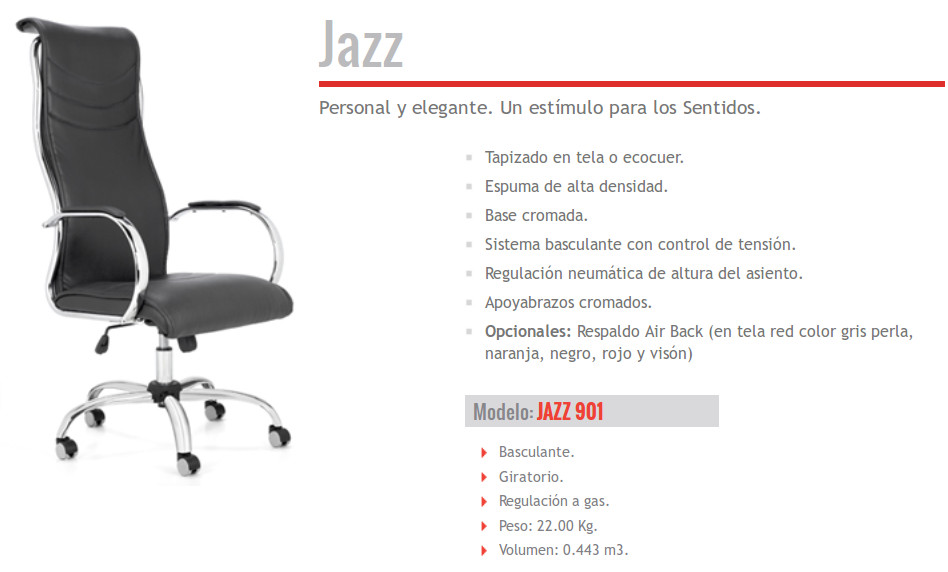 Jazz
Personal y elegante. Un estímulo para los Sentidos.
Tapizado en tela o ecocuer.
Espuma de alta densidad.
Base cromada.
Sistema basculante con control de tensión.
Regulación neumática de altura del asiento.
Apoyabrazos cromados.
Opcionales: Respaldo Air Back (en tela red color gris perla,
naranja, negro, rojo y visón)
Modelo: JAZZ 901
Basculante.
Giratorio.
Regulación a gas.
Peso: 22.00 Kg.
Volumen: 0.443 m3.